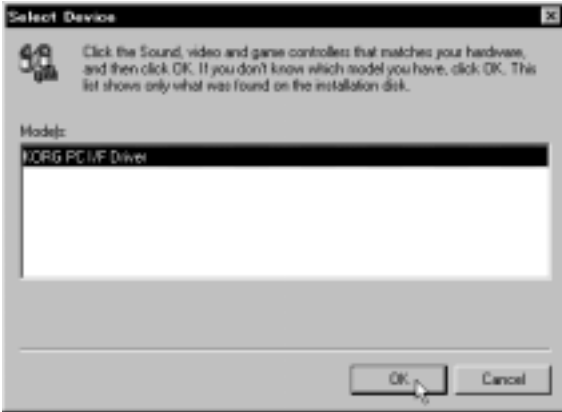 Select Device
Click the Sound, video and game controllers that matches your hardware,
and then click OK. If you don't know which model you have, click OK. This
list shows only what was found on the installation disk.
Models:
KORG PC I/F Driver
OK
Cancel